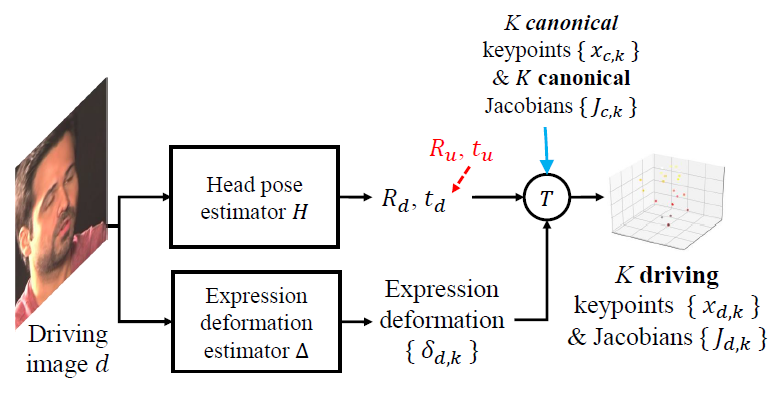 K canonical
keypoints { x_{c,k} }
& K canonical
Jacobians { J_{c,k} }
R_u, t_u
Head pose
estimator H
R_d, t_d
T
Expression
deformation
estimator Δ
Expression
deformation
{ δ_{d,k} }
K driving
keypoints { x_{d,k} }
& Jacobians { J_{d,k} }
Driving
image d